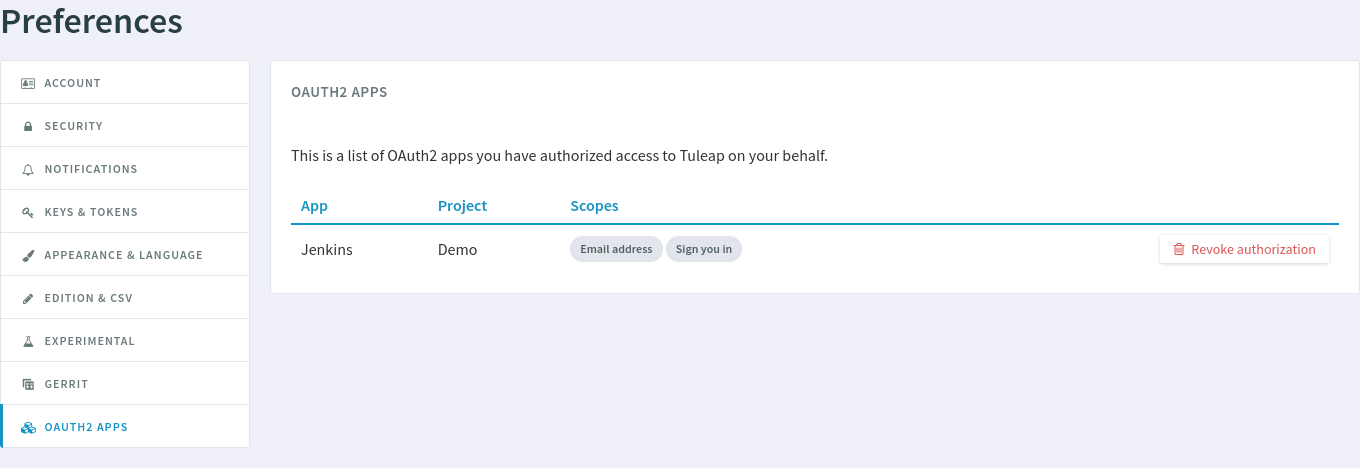 Preferences
ACCOUNT
SECURITY
NOTIFICATIONS
KEYS & TOKENS
APPEARANCE & LANGUAGE
EDITION & CSV
EXPERIMENTAL
GERRIT
OAUTH2 APPS
OAUTH2 APPS
This is a list of OAuth2 apps you have authorized access to Tuleap on your behalf.
App Project Scopes
Jenkins Demo Email address Sign you in Revoke authorization